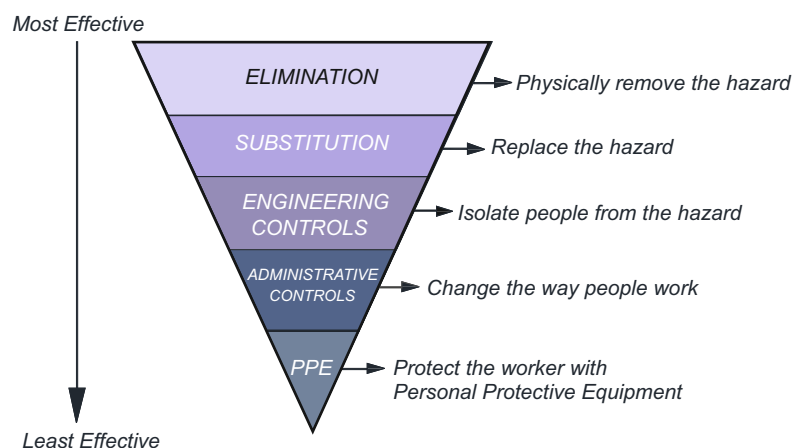 Most Effective
ELIMINATION
Physically remove the hazard
SUBSTITUTION
Replace the hazard
ENGINEERING
CONTROLS
Isolate people from the hazard
ADMINISTRATIVE
CONTROLS
Change the way people work
PPE
Protect the worker with
Personal Protective Equipment
Least Effective